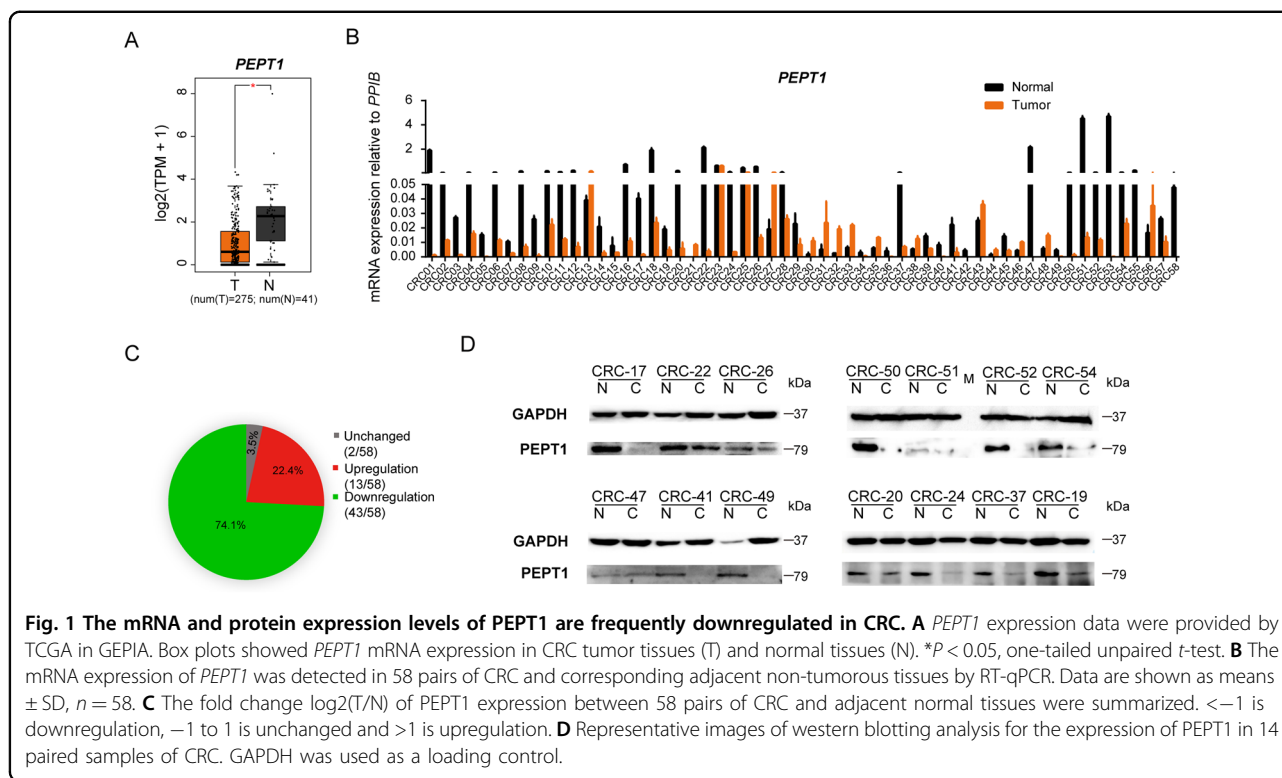 A
PEPT1
*
log2(TPM + 1)
8
6
4
2
0
T N
(num(T)=275; num(N)=41)
B
PEPT1
Normal
Tumor
mRNA expression relative to PPIB
6
4
2
0.05
0.04
0.03
0.02
0.01
0.00
CRC01 CRC02 CRC03 CRC04 CRC05 CRC06 CRC07 CRC08 CRC09 CRC10 CRC11 CRC12 CRC13 CRC14 CRC15 CRC16 CRC17 CRC18 CRC19 CRC20 CRC21 CRC22 CRC23 CRC24 CRC25 CRC26 CRC27 CRC28 CRC29 CRC30 CRC31 CRC32 CRC33 CRC34 CRC35 CRC36 CRC37 CRC38 CRC39 CRC40 CRC41 CRC42 CRC43 CRC44 CRC45 CRC46 CRC47 CRC48 CRC49 CRC50 CRC51 CRC52 CRC53 CRC54 CRC55 CRC56 CRC57 CRC58
C
3.5%
22.4%
74.1%
Unchanged
(2/58)
Upregulation
(13/58)
Downregulation
(43/58)
D
CRC-17 CRC-22 CRC-26
N C N C N C kDa
GAPDH –37
PEPT1 –79
CRC-50 CRC-51 M CRC-52 CRC-54
N C N C N C N C kDa
–37
–79
CRC-47 CRC-41 CRC-49
N C N C N C kDa
GAPDH –37
PEPT1 –79
CRC-20 CRC-24 CRC-37 CRC-19
N C N C N C N C kDa
–37
–79
Fig. 1 The mRNA and protein expression levels of PEPT1 are frequently downregulated in CRC. A PEPT1 expression data were provided by
TCGA in GEPIA. Box plots showed PEPT1 mRNA expression in CRC tumor tissues (T) and normal tissues (N). *P < 0.05, one-tailed unpaired t-test. B The
mRNA expression of PEPT1 was detected in 58 pairs of CRC and corresponding adjacent non-tumorous tissues by RT-qPCR. Data are shown as means
± SD, n = 58. C The fold change log2(T/N) of PEPT1 expression between 58 pairs of CRC and adjacent normal tissues were summarized. <−1 is
downregulation, −1 to 1 is unchanged and >1 is upregulation. D Representative images of western blotting analysis for the expression of PEPT1 in 14
paired samples of CRC. GAPDH was used as a loading control.